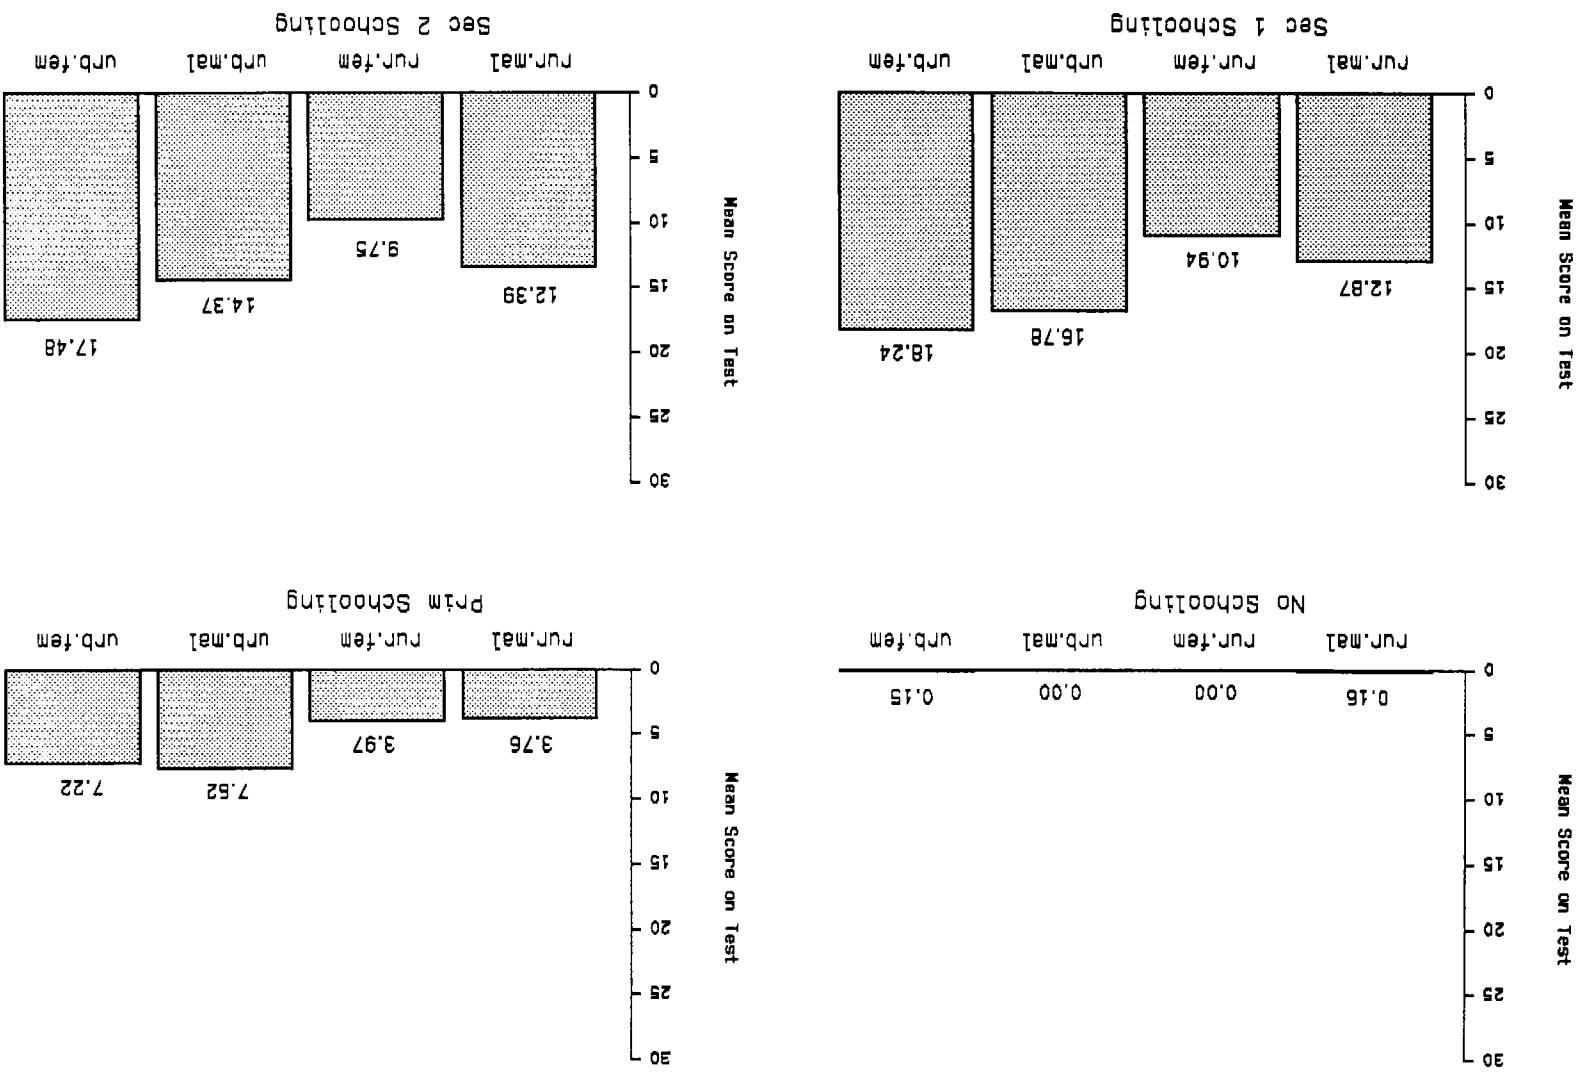 Mean Score on Test
30
25
20
15
10
5
0
0.16
0.00
0.00
0.15
rur.mal
rur.fem
urb.mal
urb.fem
No Schooling
Mean Score on Test
30
25
20
15
10
5
0
3.76
3.97
7.62
7.22
rur.mal
rur.fem
urb.mal
urb.fem
Prim Schooling
Mean Score on Test
30
25
20
15
10
5
0
12.87
10.94
16.78
18.24
rur.mal
rur.fem
urb.mal
urb.fem
Sec 1 Schooling
Mean Score on Test
30
25
20
15
10
5
0
12.39
9.75
14.37
17.48
rur.mal
rur.fem
urb.mal
urb.fem
Sec 2 Schooling